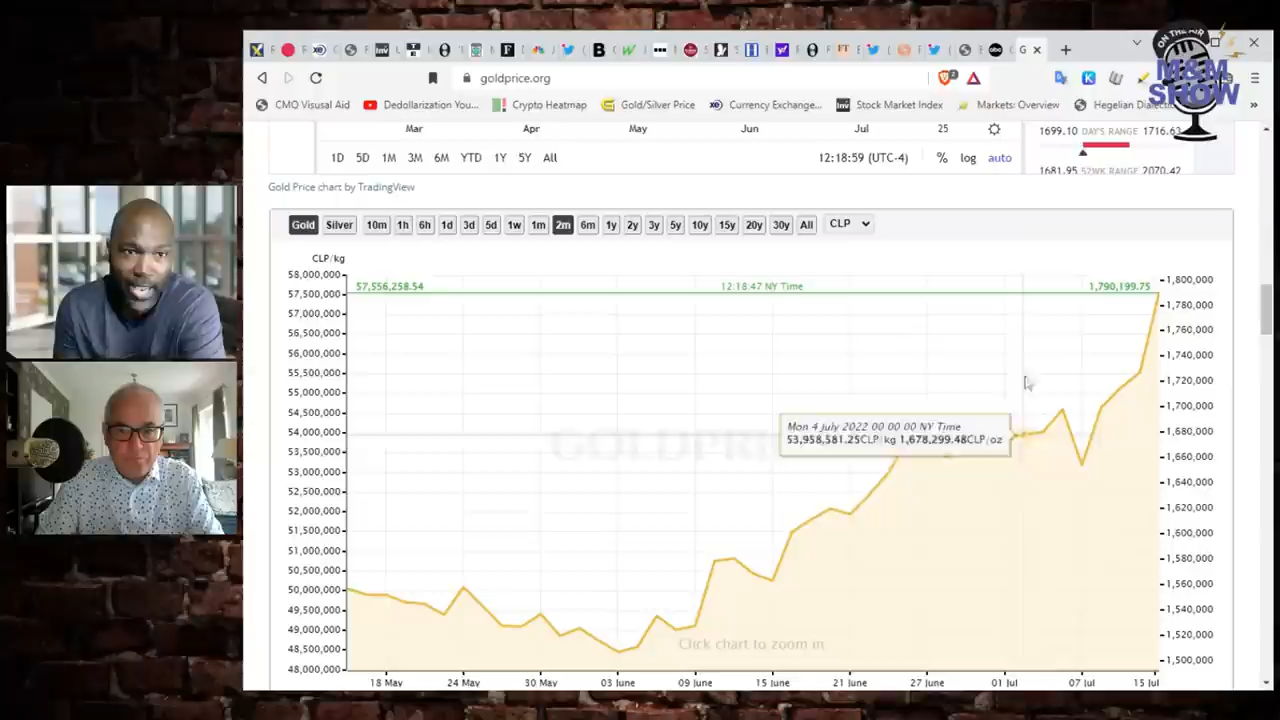 ON THE AIR
M&M
SHOW
goldprice.org
CMO Visusal Aid
Dedollarization You...
Crypto Heatmap
Gold/Silver Price
Currency Exchange...
Stock Market Index
Markets: Overview
Hegelian Dialectic
Mar Apr May Jun Jul 25
1699.10 DAY'S RANGE 1716.63
1D 5D 1M 3M 6M YTD 1Y 5Y All
12:18:59 (UTC-4) % log auto
1681.95 52WK RANGE 2070.42
Gold Price chart by TradingView
Gold Silver 10m 1h 6h 1d 3d 5d 1w 1m 2m 6m 1y 2y 3y 5y 10y 15y 20y 30y All CLP
CLP/kg
58,000,000
57,500,000
57,000,000
56,500,000
56,000,000
55,500,000
55,000,000
54,500,000
54,000,000
53,500,000
53,000,000
52,500,000
52,000,000
51,500,000
51,000,000
50,500,000
50,000,000
49,500,000
49,000,000
48,500,000
48,000,000
57,556,258.54 12:18:47 NY Time 1,790,199.75
Mon 4 july 2022 00 00 00 NY Time
53,958,581.25CLP/kg 1,678,299.48CLP/oz
GOLDPRI
Click chart to zoom in
1,800,000
1,780,000
1,760,000
1,740,000
1,720,000
1,700,000
1,680,000
1,660,000
1,640,000
1,620,000
1,600,000
1,580,000
1,560,000
1,540,000
1,520,000
1,500,000
18 May 24 May 30 May 03 June 09 June 15 June 21 June 27 June 01 Jul 07 Jul 15 Jul